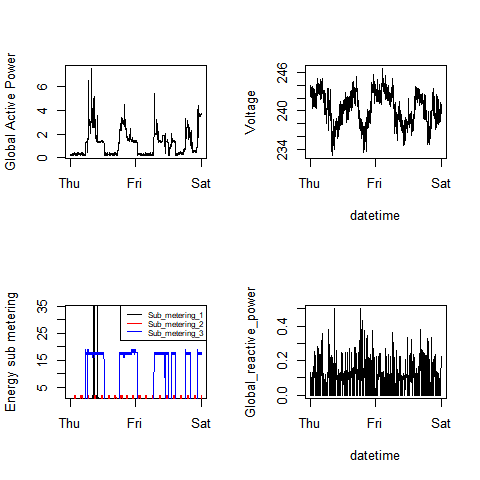 Global Active Power
0 2 4 6
Thu Fri Sat
Voltage
234 240 246
Thu Fri Sat
datetime
Energy sub metering
5 15 25 35
Sub_metering_1
Sub_metering_2
Sub_metering_3
Thu Fri Sat
Global_reactive_power
0.0 0.2 0.4
Thu Fri Sat
datetime